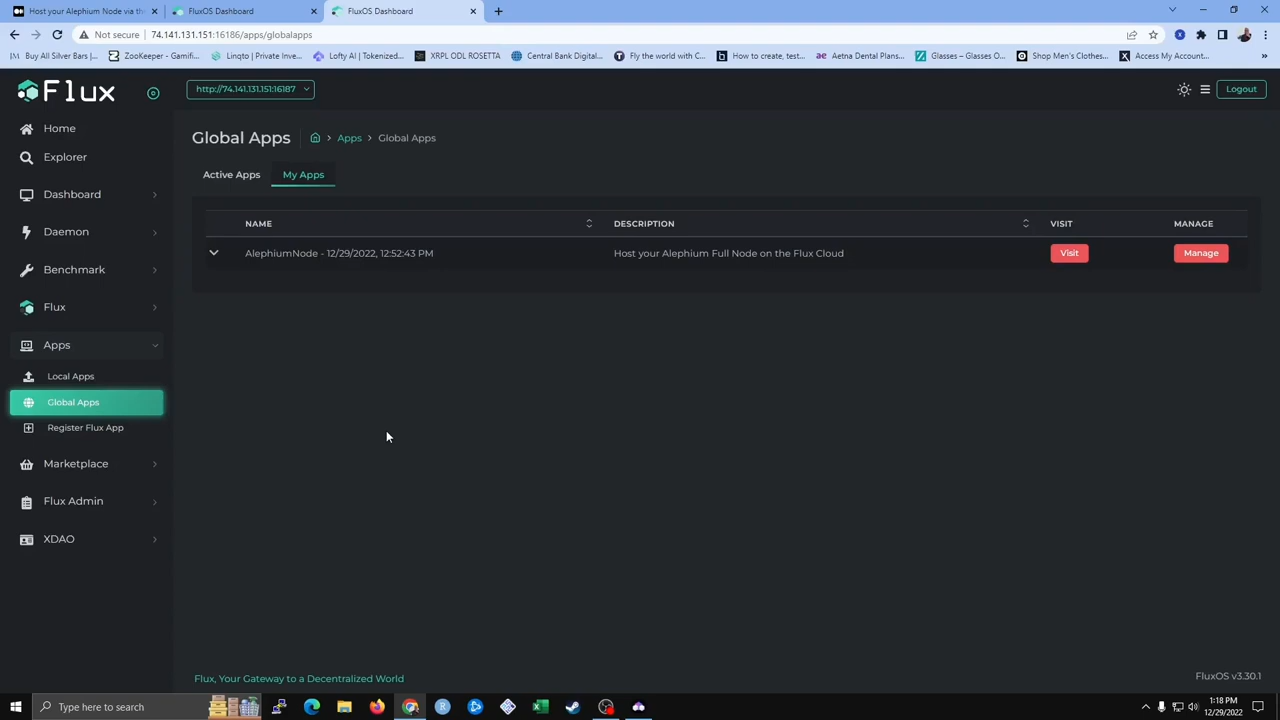 Host your Alephium Node via the
FluxOS Dashboard
FluxOS Dashboard
Not secure
74.141.131.151:16186/apps/globalapps
Buy All Silver Bars |...
ZooKeeper - Gamifi...
Linqto | Private Inve...
Lofty AI | Tokenized...
XRPL ODL ROSETTA
Central Bank Digital...
Fly the world with C...
How to create, test...
Aetna Dental Plans...
Glasses – Glasses O...
Shop Men's Clothes...
Access My Account...
»
Flux
http://74.141.131.151:16187
Logout
Home
Explorer
Dashboard
Daemon
Benchmark
Flux
Apps
Local Apps
Global Apps
Register Flux App
Marketplace
Flux Admin
XDAO
Global Apps
Apps > Global Apps
Active Apps
My Apps
NAME
DESCRIPTION
VISIT
MANAGE
AlephiumNode - 12/29/2022, 12:52:43 PM
Host your Alephium Full Node on the Flux Cloud
Visit
Manage
Flux, Your Gateway to a Decentralized World
FluxOS v3.30.1
Type here to search
1:18 PM
12/29/2022